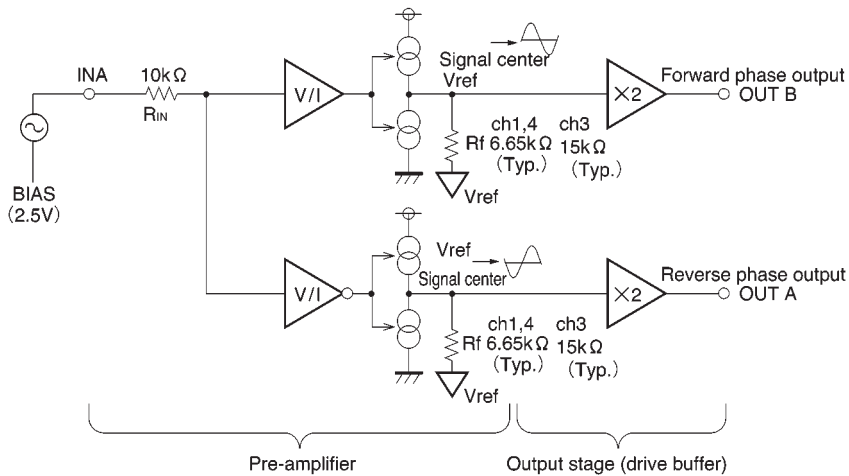 INA
10kΩ
RIN
BIAS
(2.5V)
V/I
Signal center
Vref
ch1,4
Rf 6.65kΩ
(Typ.)
ch3
15kΩ
(Typ.)
Vref
×2
Forward phase output
OUT B
V/I
Vref
Signal center
ch1,4
Rf 6.65kΩ
(Typ.)
ch3
15kΩ
(Typ.)
Vref
×2
Reverse phase output
OUT A
Pre-amplifier
Output stage (drive buffer)